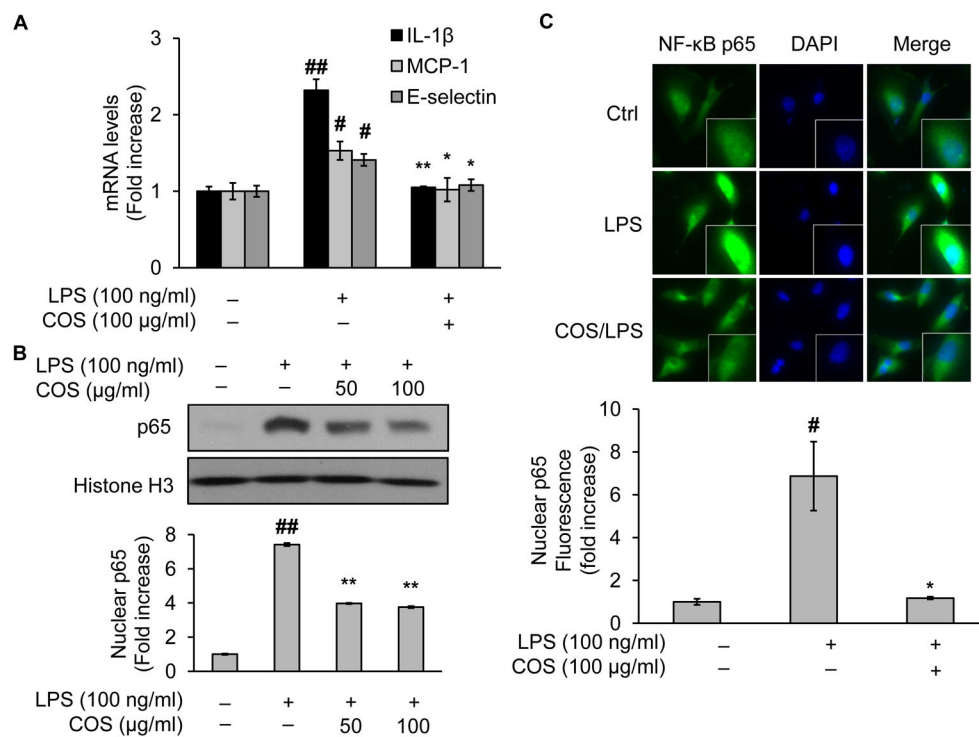 A
3
2
1
0
mRNA levels
(Fold increase)
IL-1β
MCP-1
E-selectin
##
#
#
**
*
*
LPS (100 ng/ml) – + +
COS (100 µg/ml) – – +
B
LPS (100 ng/ml) – + + +
COS (µg/ml) – – 50 100
p65
Histone H3
8
6
4
2
0
Nuclear p65
(Fold increase)
##
**
**
LPS (100 ng/ml) – + + +
COS (µg/ml) – – 50 100
C
NF-κB p65 DAPI Merge
Ctrl
LPS
COS/LPS
10
8
6
4
2
0
Nuclear p65
Fluorescence
(fold increase)
#
*
LPS (100 ng/ml) – + +
COS (100 µg/ml) – – +